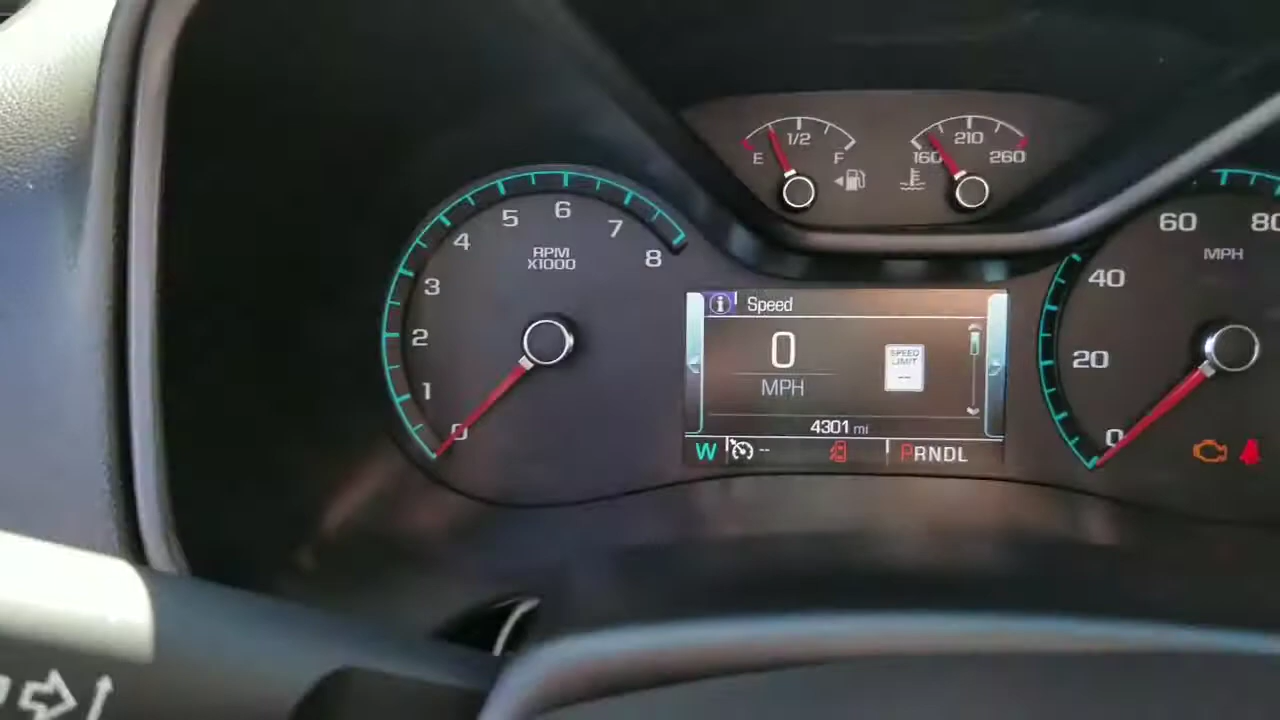 E 1/2 F
160 210 260
0 1 2 3 4 5 6 7 8
RPM
X1000
0 20 40 60 80
MPH
i Speed
0
MPH
SPEED
LIMIT
--
4301 mi
W -- PRNDL